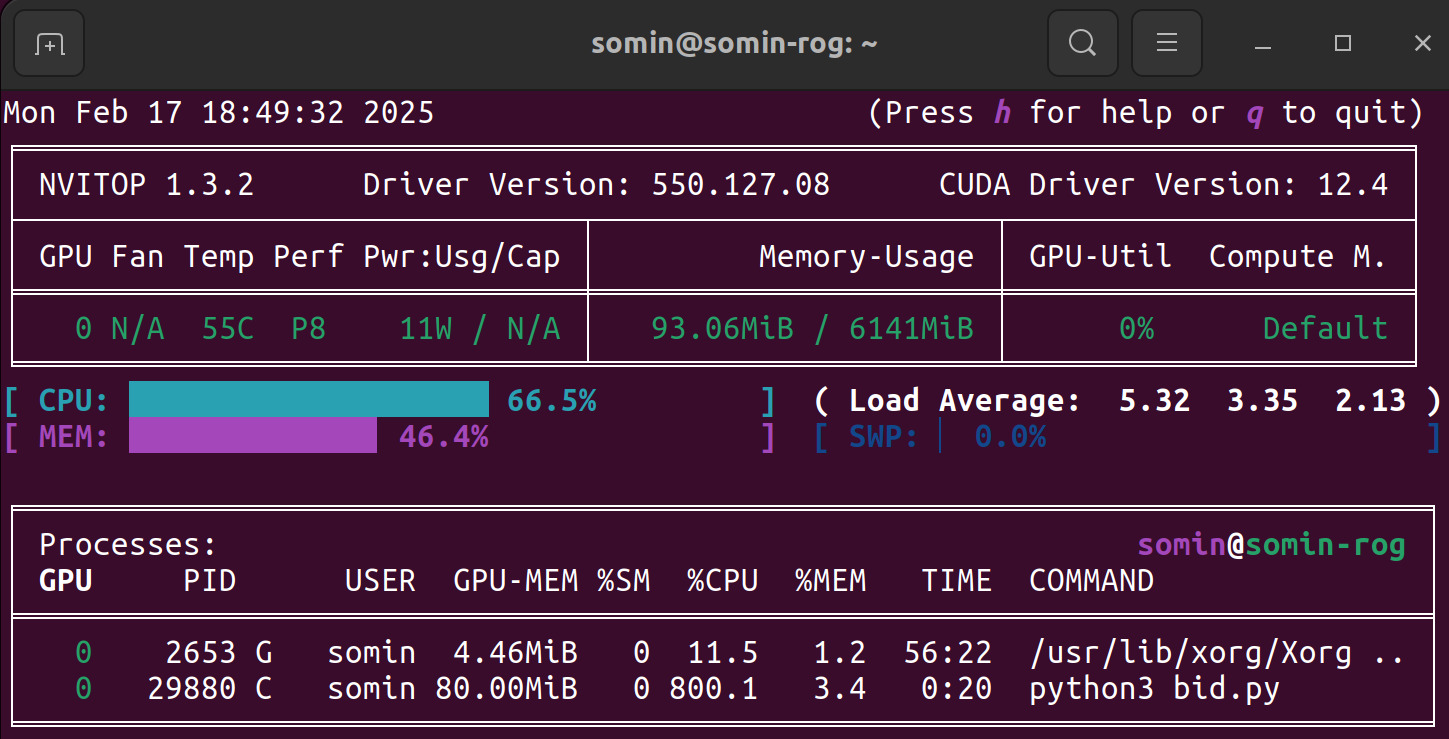 somin@somin-rog: ~
Mon Feb 17 18:49:32 2025 (Press h for help or q to quit)
NVITOP 1.3.2 Driver Version: 550.127.08 CUDA Driver Version: 12.4
GPU Fan Temp Perf Pwr:Usg/Cap Memory-Usage GPU-Util Compute M.
0 N/A 55C P8 11W / N/A 93.06MiB / 6141MiB 0% Default
[ CPU: 66.5% ] ( Load Average: 5.32 3.35 2.13 )
[ MEM: 46.4% ] [ SWP: 0.0% ]
Processes: somin@somin-rog
GPU PID USER GPU-MEM %SM %CPU %MEM TIME COMMAND
0 2653 G somin 4.46MiB 0 11.5 1.2 56:22 /usr/lib/xorg/Xorg ..
0 29880 C somin 80.00MiB 0 800.1 3.4 0:20 python3 bid.py